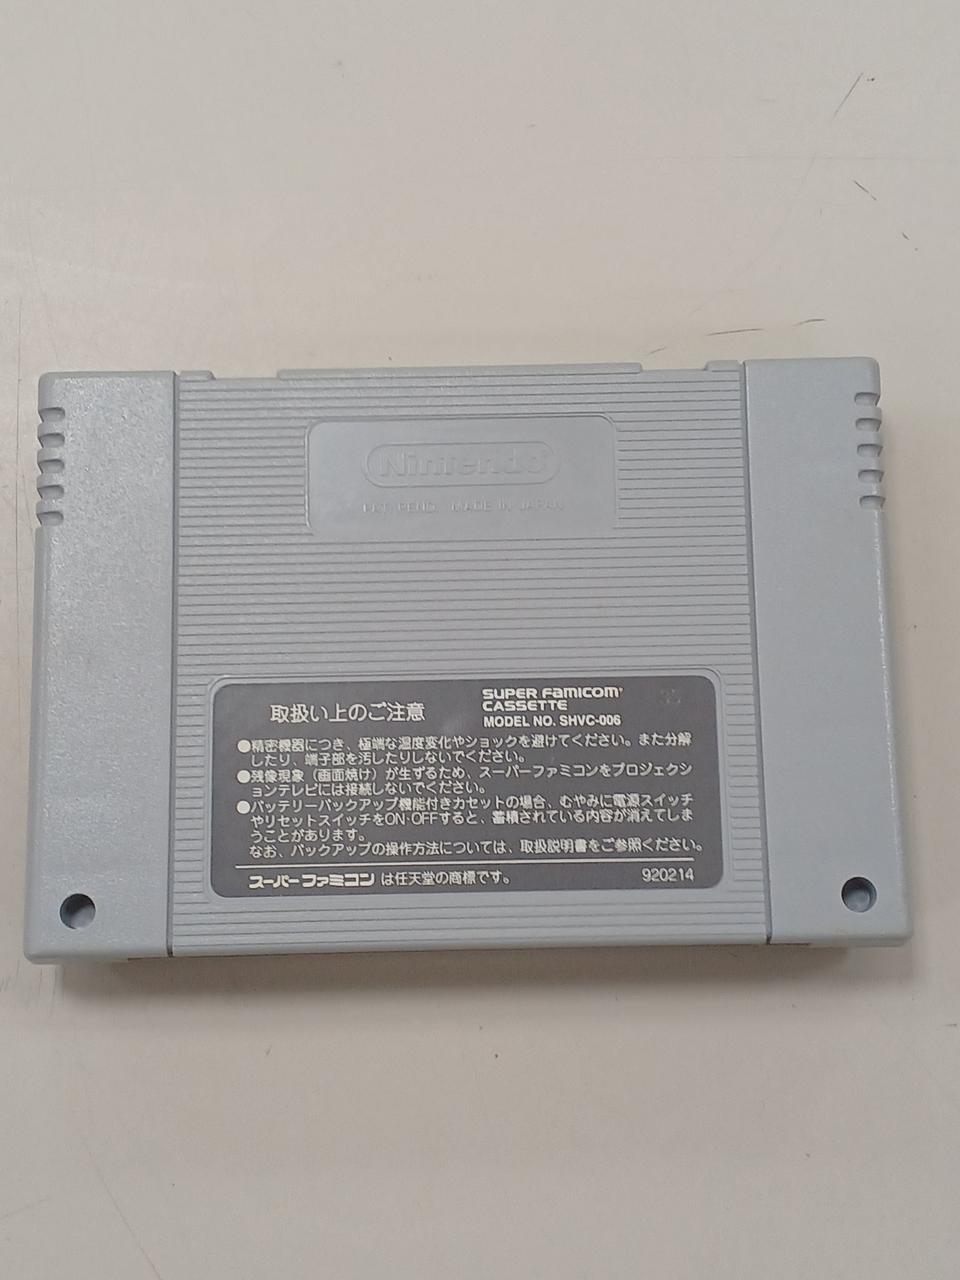 Nintendo
PAT. PEND. MADE IN JAPAN
取扱い上のご注意
SUPER FAMICOM
CASSETTE
MODEL NO. SHVC-006
●精密機器につき、極端な温度変化やショックを避けてください。また分解
したり、端子部を汚したりしないでください。
●残像現象（画面焼け）が生ずるため、スーパーファミコンをプロジェクシ
ョンテレビには接続しないでください。
●バッテリーバックアップ機能付きカセットの場合、むやみに電源スイッチ
やリセットスイッチをON·OFFすると、蓄積されている内容が消えてしま
うことがあります。
なお、バックアップの操作方法については、取扱説明書をご参照ください。
スーパーファミコン は任天堂の商標です。
920214